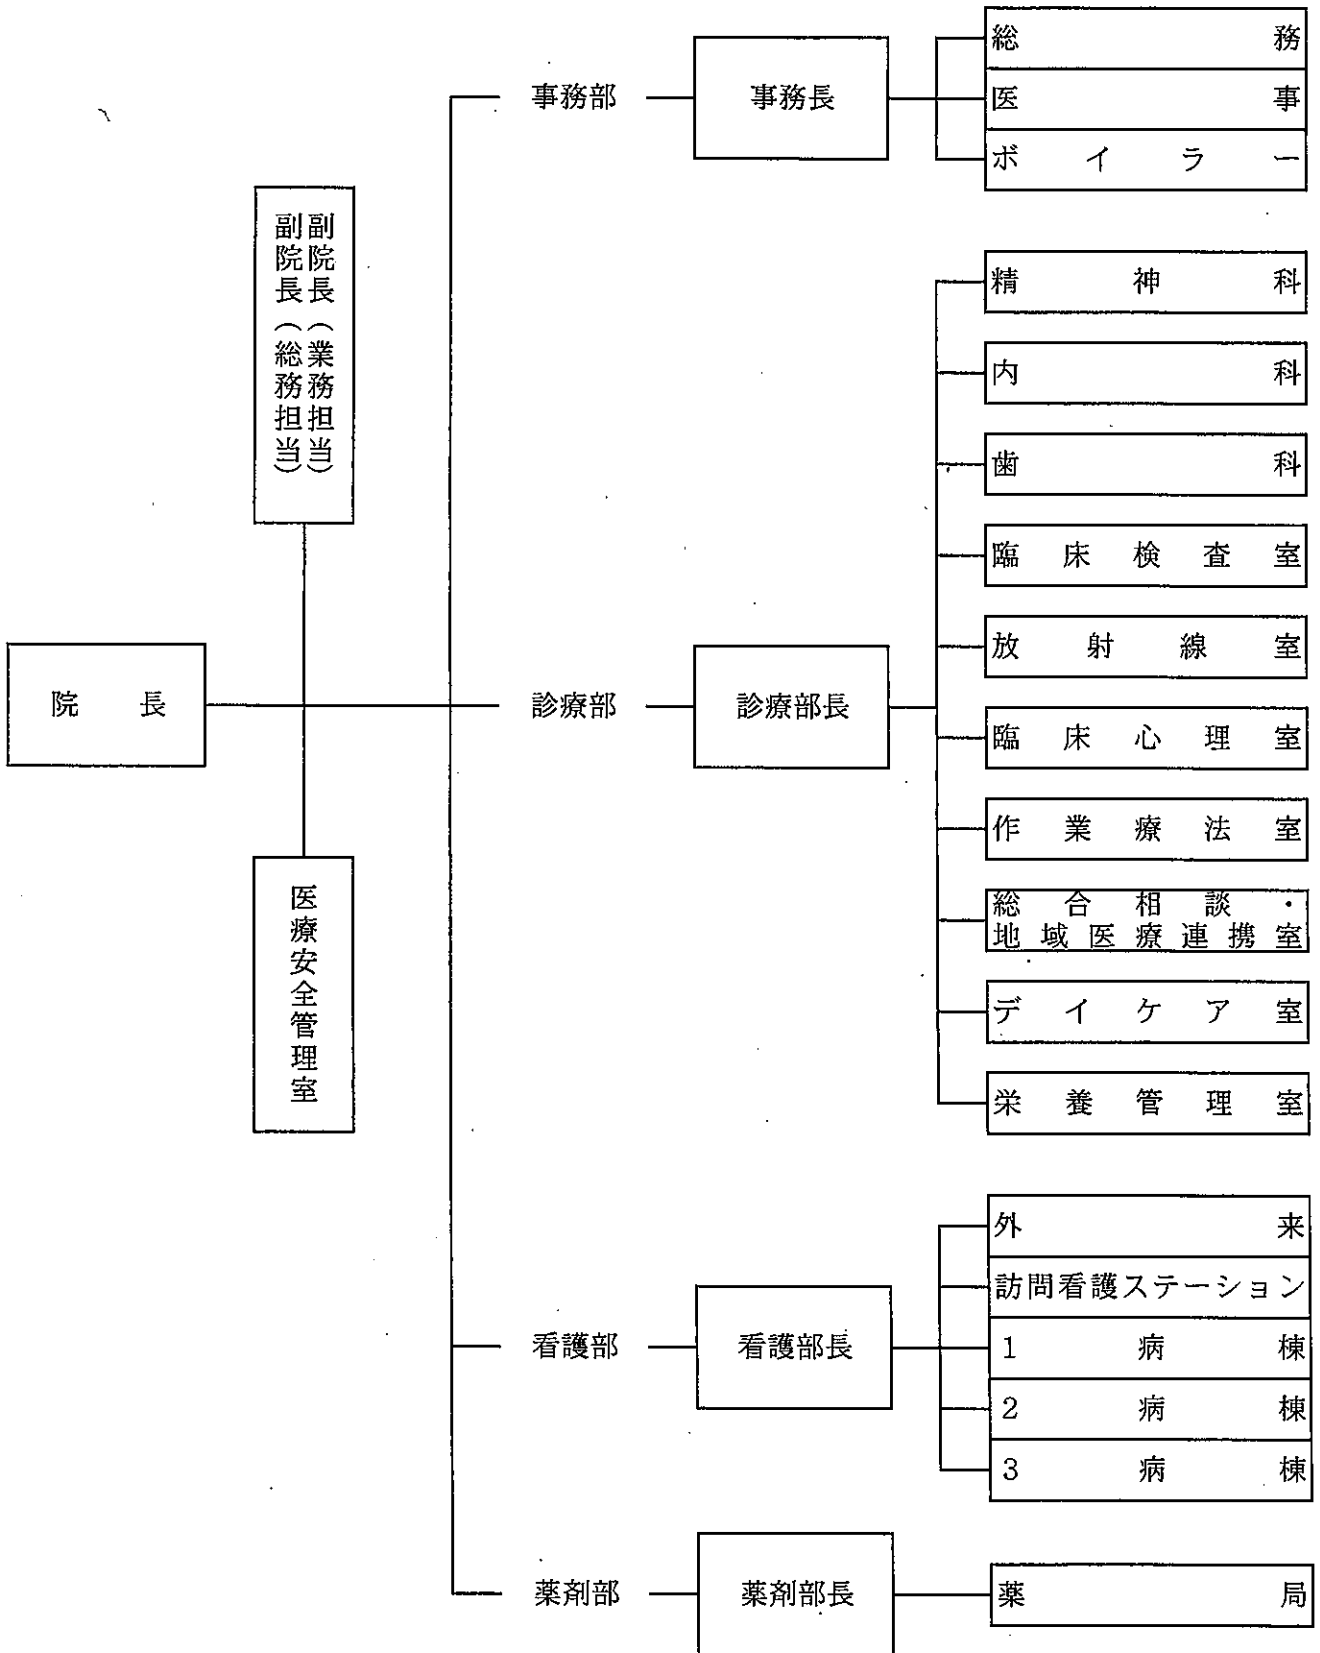 院長
副院長（業務担当）
副院長（総務担当）
医療安全管理室
事務部
事務長
総務
医事
ボイラー
診療部
診療部長
精神科
内科
歯科
臨床検査室
放射線室
臨床心理室
作業療法室
総合相談・
地域医療連携室
デイケア室
栄養管理室
看護部
看護部長
外来
訪問看護ステーション
1病棟
2病棟
3病棟
薬剤部
薬剤部長
薬局